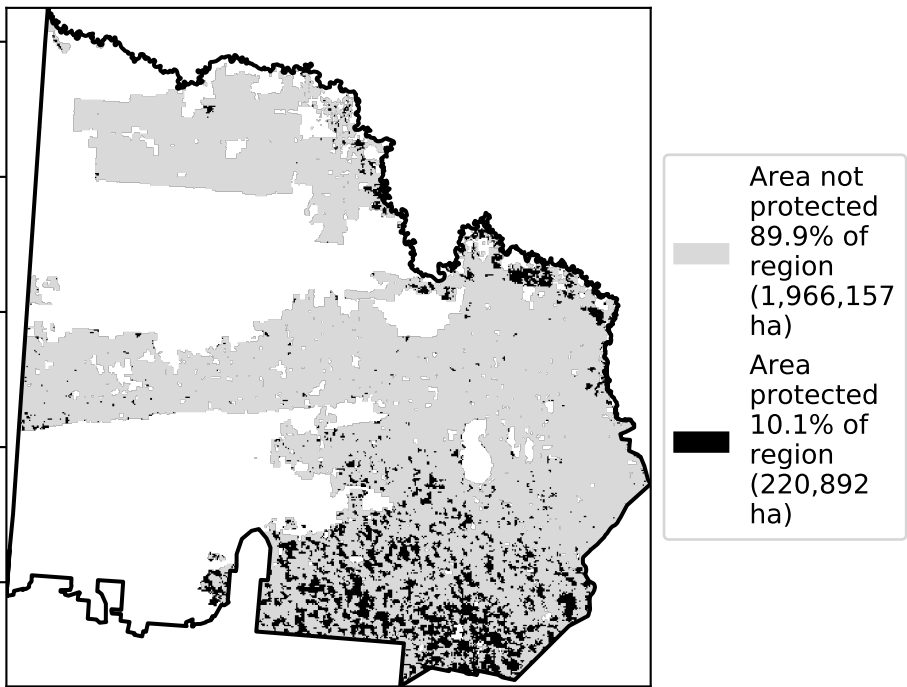 Area not
protected
89.9% of
region
(1,966,157
ha)
Area
protected
10.1% of
region
(220,892
ha)